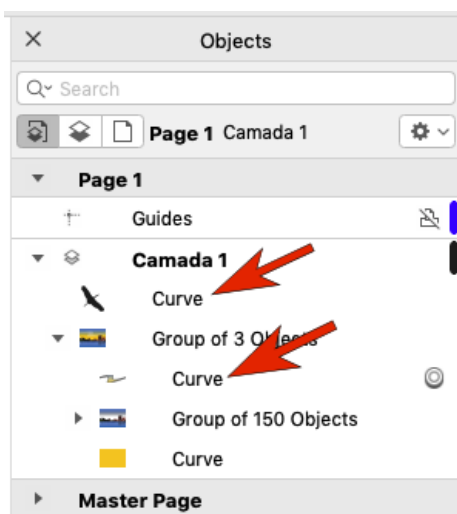 Objects
Search
Page 1 Camada 1
Page 1
Guides
Camada 1
Curve
Group of 3 Objects
Curve
Group of 150 Objects
Curve
Master Page